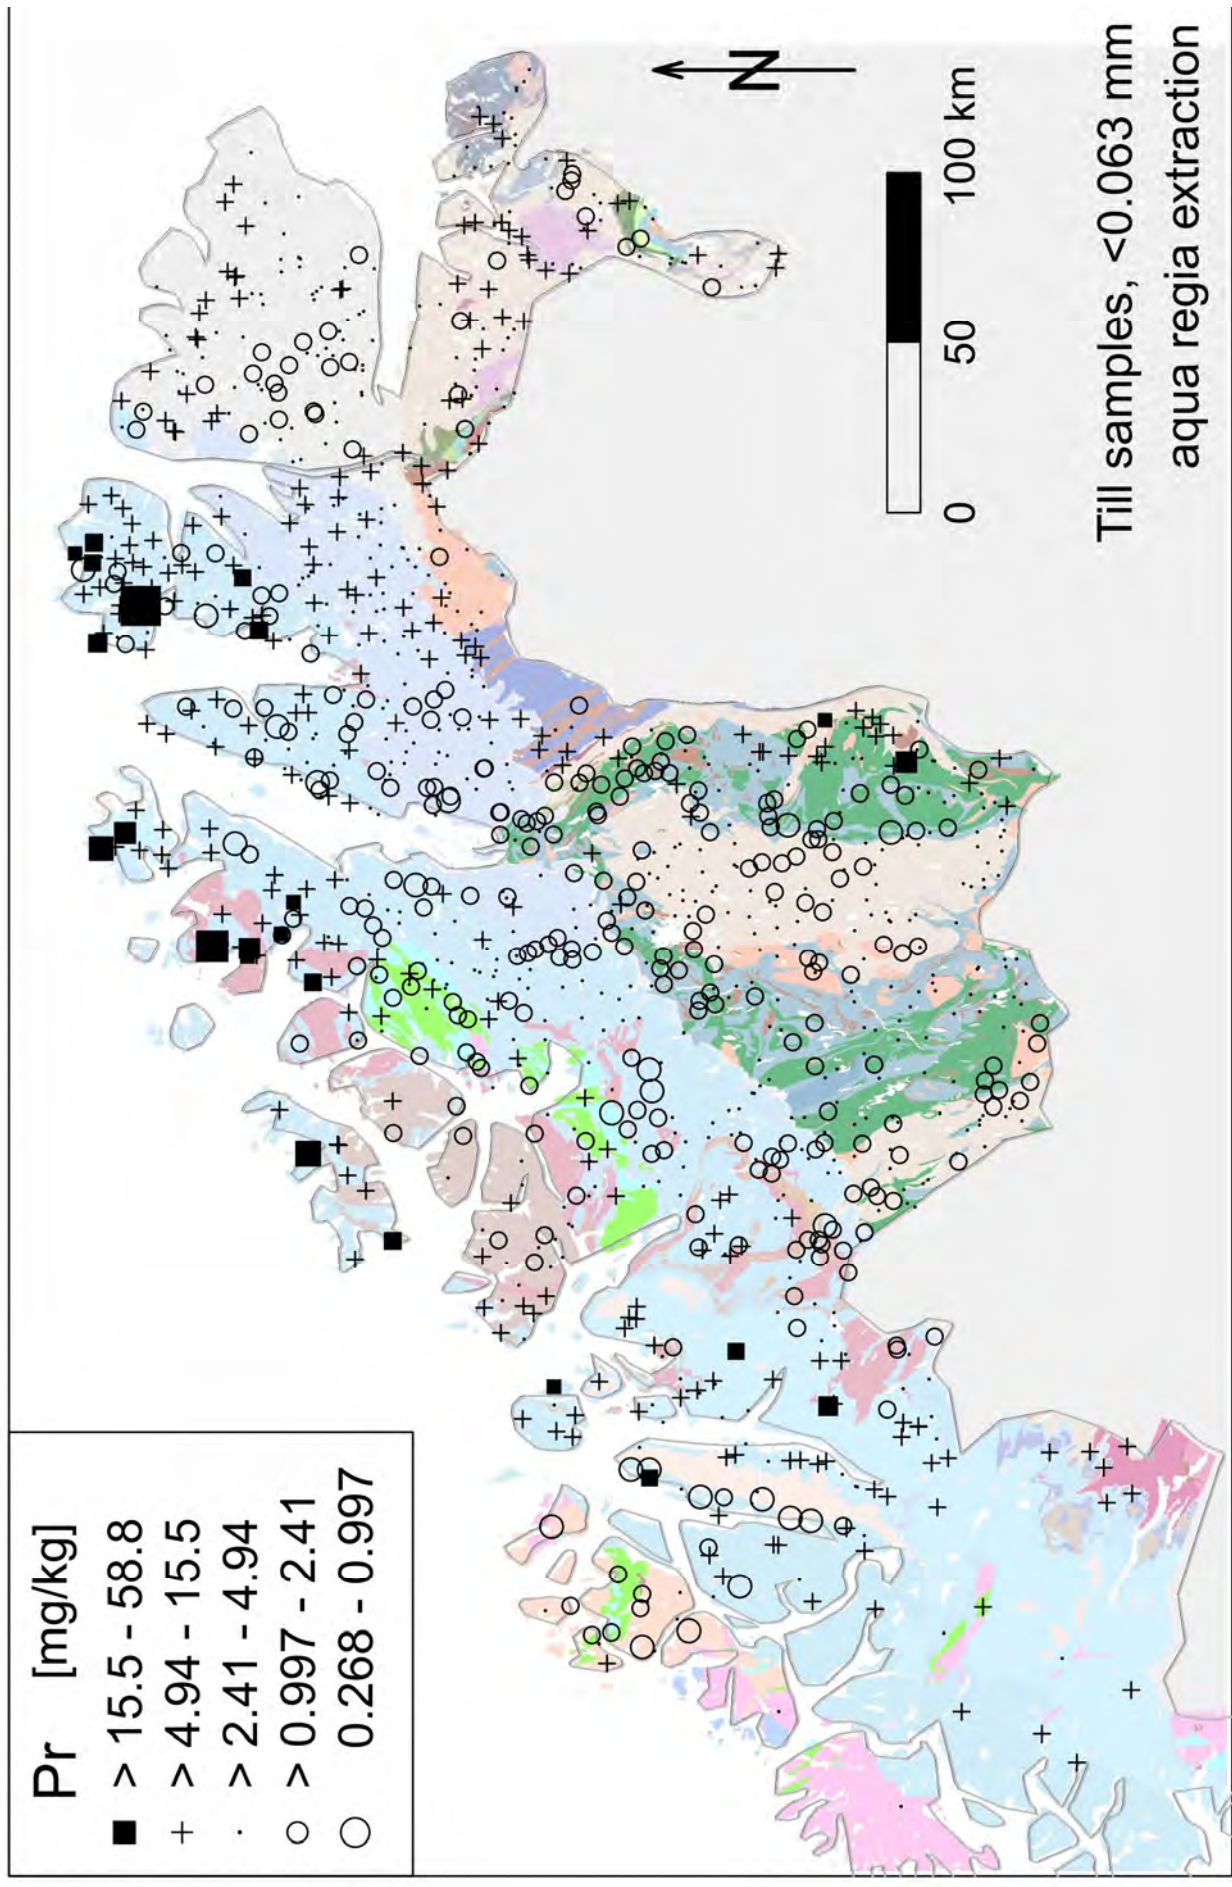 Pr [mg/kg]
> 15.5 - 58.8
> 4.94 - 15.5
> 2.41 - 4.94
> 0.997 - 2.41
0.268 - 0.997
N
0 50 100 km
Till samples, <0.063 mm
aqua regia extraction